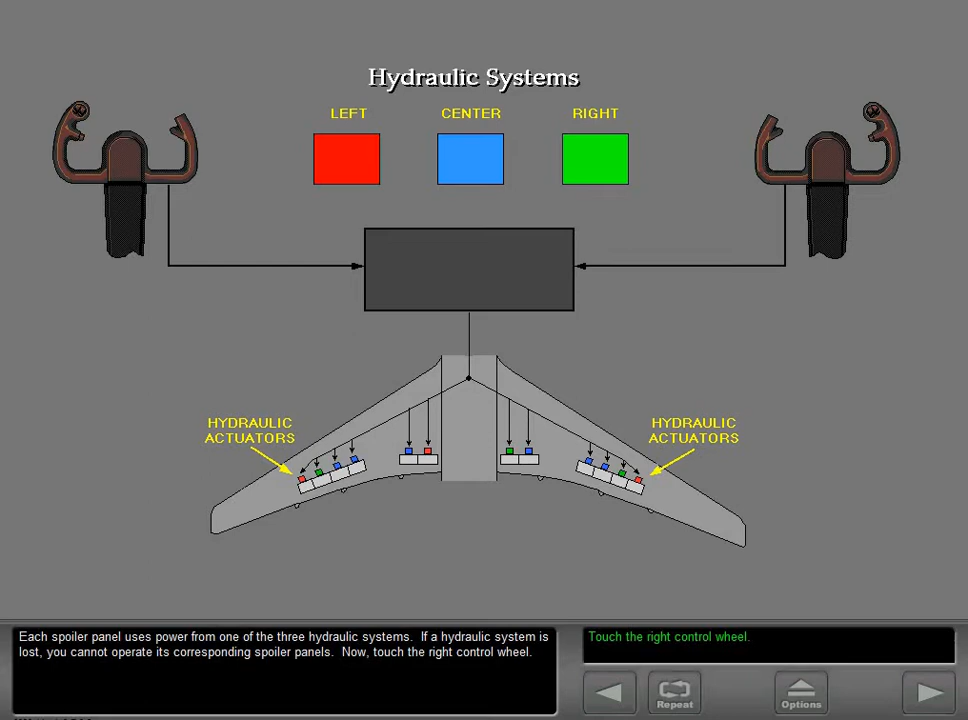 Hydraulic Systems
LEFT
CENTER
RIGHT
HYDRAULIC
ACTUATORS
HYDRAULIC
ACTUATORS
Each spoiler panel uses power from one of the three hydraulic systems. If a hydraulic system is
lost, you cannot operate its corresponding spoiler panels. Now, touch the right control wheel.
Touch the right control wheel.
Repeat
Options